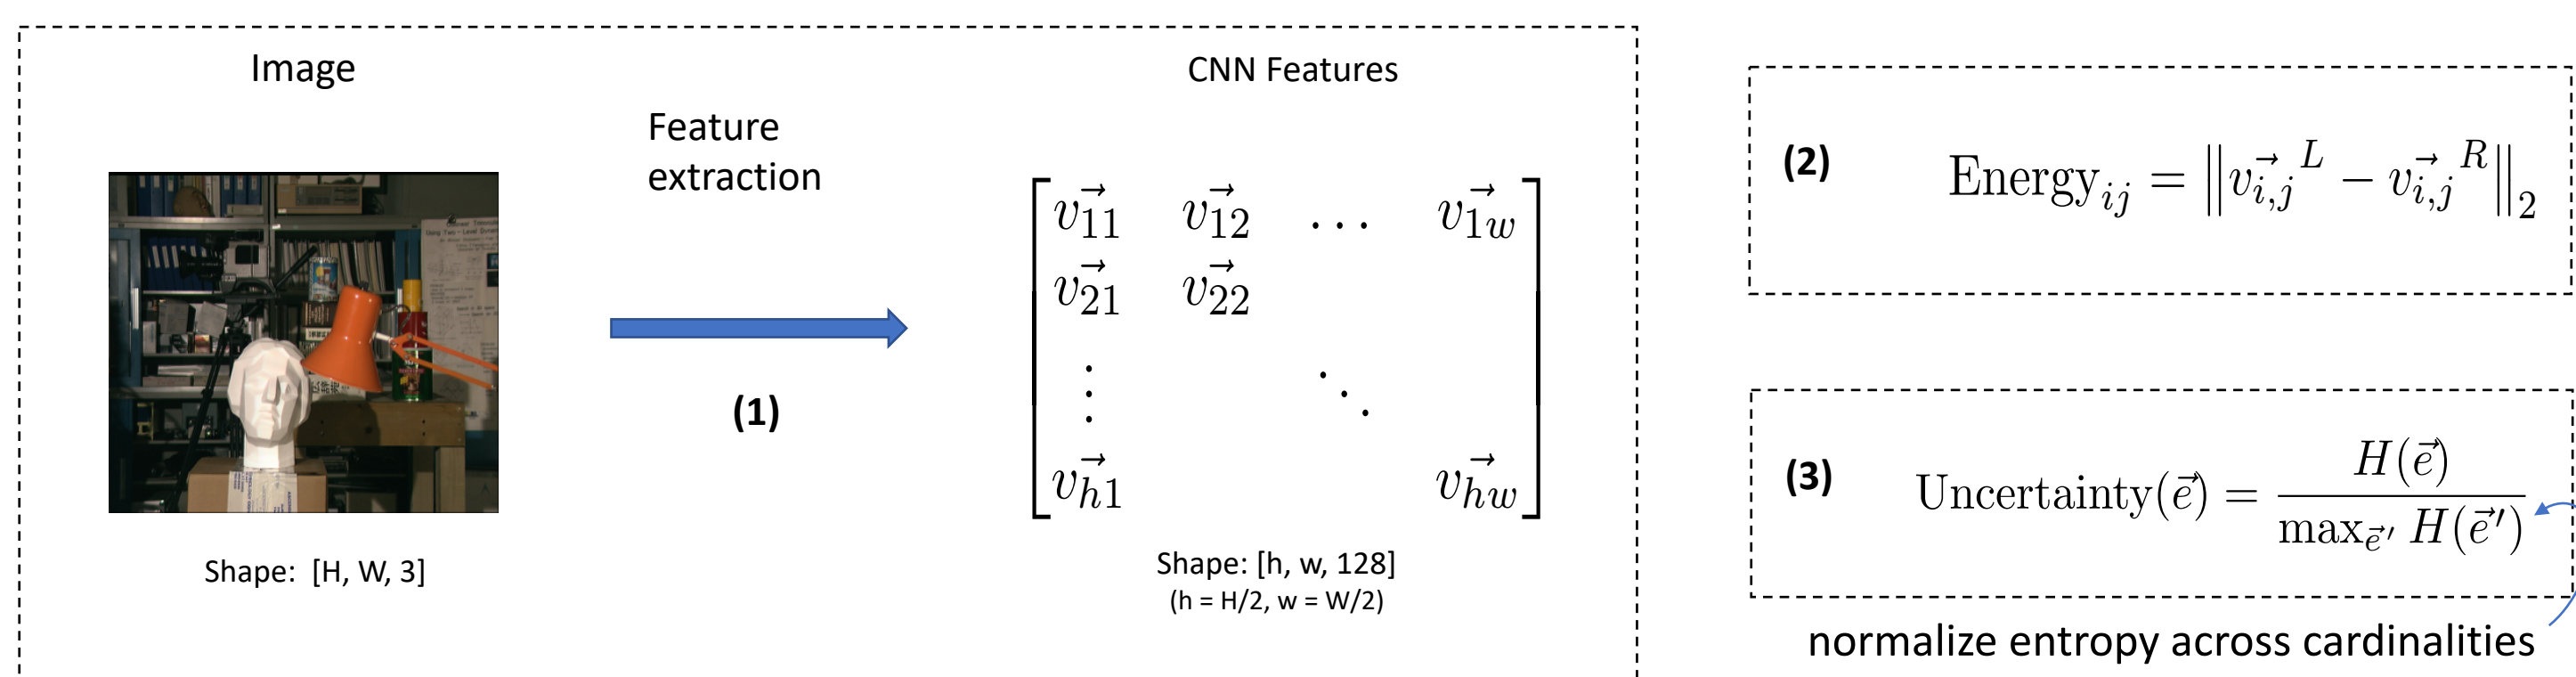 Image
CNN Features
Feature
extraction
(1)
v⃗11 v⃗12 … v⃗1w
v⃗21 v⃗22
⋮ ⋱
v⃗h1 v⃗hw
Shape: [H, W, 3]
Shape: [h, w, 128]
(h = H/2, w = W/2)
(2) Energy_ij = ‖v⃗_i,j^L − v⃗_i,j^R‖_2
(3) Uncertainty(e⃗) = H(e⃗) / max_e⃗′ H(e⃗′)
normalize entropy across cardinalities